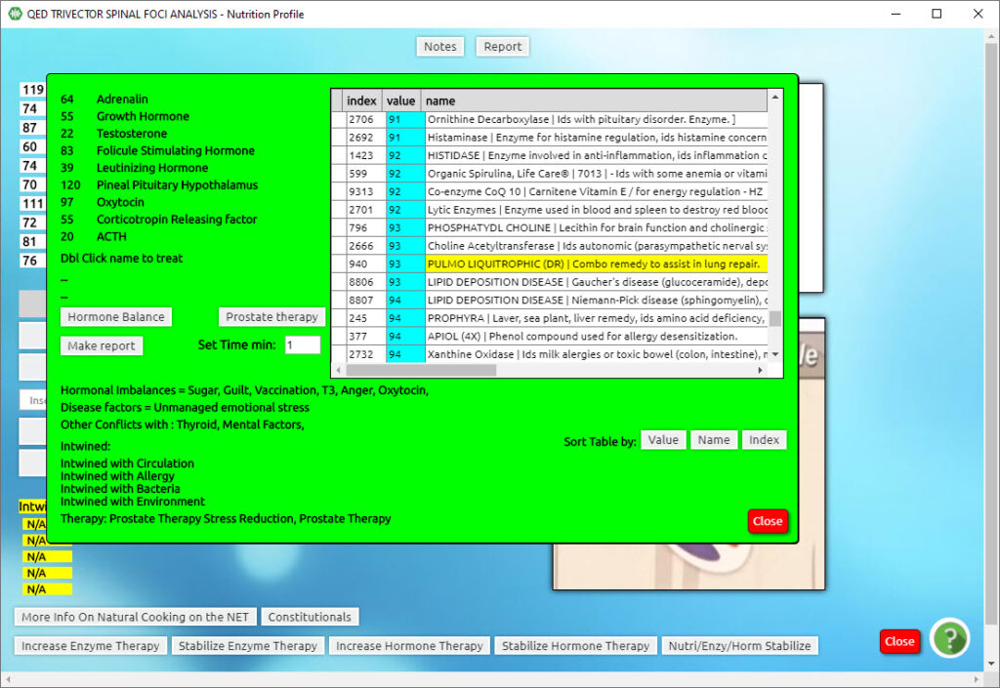 QED TRIVECTOR SPINAL FOCI ANALYSIS - Nutrition Profile
Notes Report
119
74
87
60
74
70
111
72
81
76
64 Adrenalin
55 Growth Hormone
22 Testosterone
83 Folicule Stimulating Hormone
39 Leutinizing Hormone
120 Pineal Pituitary Hypothalamus
97 Oxytocin
55 Corticotropin Releasing factor
20 ACTH
Dbl Click name to treat
–
–
Hormone Balance Prostate therapy
Make report Set Time min: 1
index value name
2706 91 Ornithine Decarboxylase | Ids with pituitary disorder. Enzyme. ]
2692 91 Histaminase | Enzyme for histamine regulation, ids histamine concern
1423 92 HISTIDASE | Enzyme involved in anti-inflammation, ids inflammation c
599 92 Organic Spirulina, Life Care® | 7013 | - Ids with some anemia or vitami
9313 92 Co-enzyme CoQ 10 | Carnitene Vitamin E / for energy regulation - HZ
2701 92 Lytic Enzymes | Enzyme used in blood and spleen to destroy red blood
796 93 PHOSPHATYDL CHOLINE | Lecithin for brain function and cholinergic
2666 93 Choline Acetyltransferase | Ids autonomic (parasympathetic nerval sy
940 93 PULMO LIQUITROPHIC (DR) | Combo remedy to assist in lung repair.
8806 93 LIPID DEPOSITION DISEASE | Gaucher's disease (glucoceramide), depo
8807 94 LIPID DEPOSITION DISEASE | Niemann-Pick disease (sphingomyelin), c
245 94 PROPHYRA | Laver, sea plant, liver remedy, ids amino acid deficiency,
377 94 APIOL (4X) | Phenol compound used for allergy desensitization.
2732 94 Xanthine Oxidase | Ids milk alergies or toxic bowel (colon, intestine), m
Hormonal Imbalances = Sugar, Guilt, Vaccination, T3, Anger, Oxytocin,
Disease factors = Unmanaged emotional stress
Other Conflicts with : Thyroid, Mental Factors,
Sort Table by: Value Name Index
Intwined:
Intwined with Circulation
Intwined with Allergy
Intwined with Bacteria
Intwined with Environment
Therapy: Prostate Therapy Stress Reduction, Prostate Therapy
Close
Ins
le
Intwi
N/A
N/A
N/A
N/A
N/A
More Info On Natural Cooking on the NET Constitutionals
Increase Enzyme Therapy Stabilize Enzyme Therapy Increase Hormone Therapy Stabilize Hormone Therapy Nutri/Enzy/Horm Stabilize
Close ?